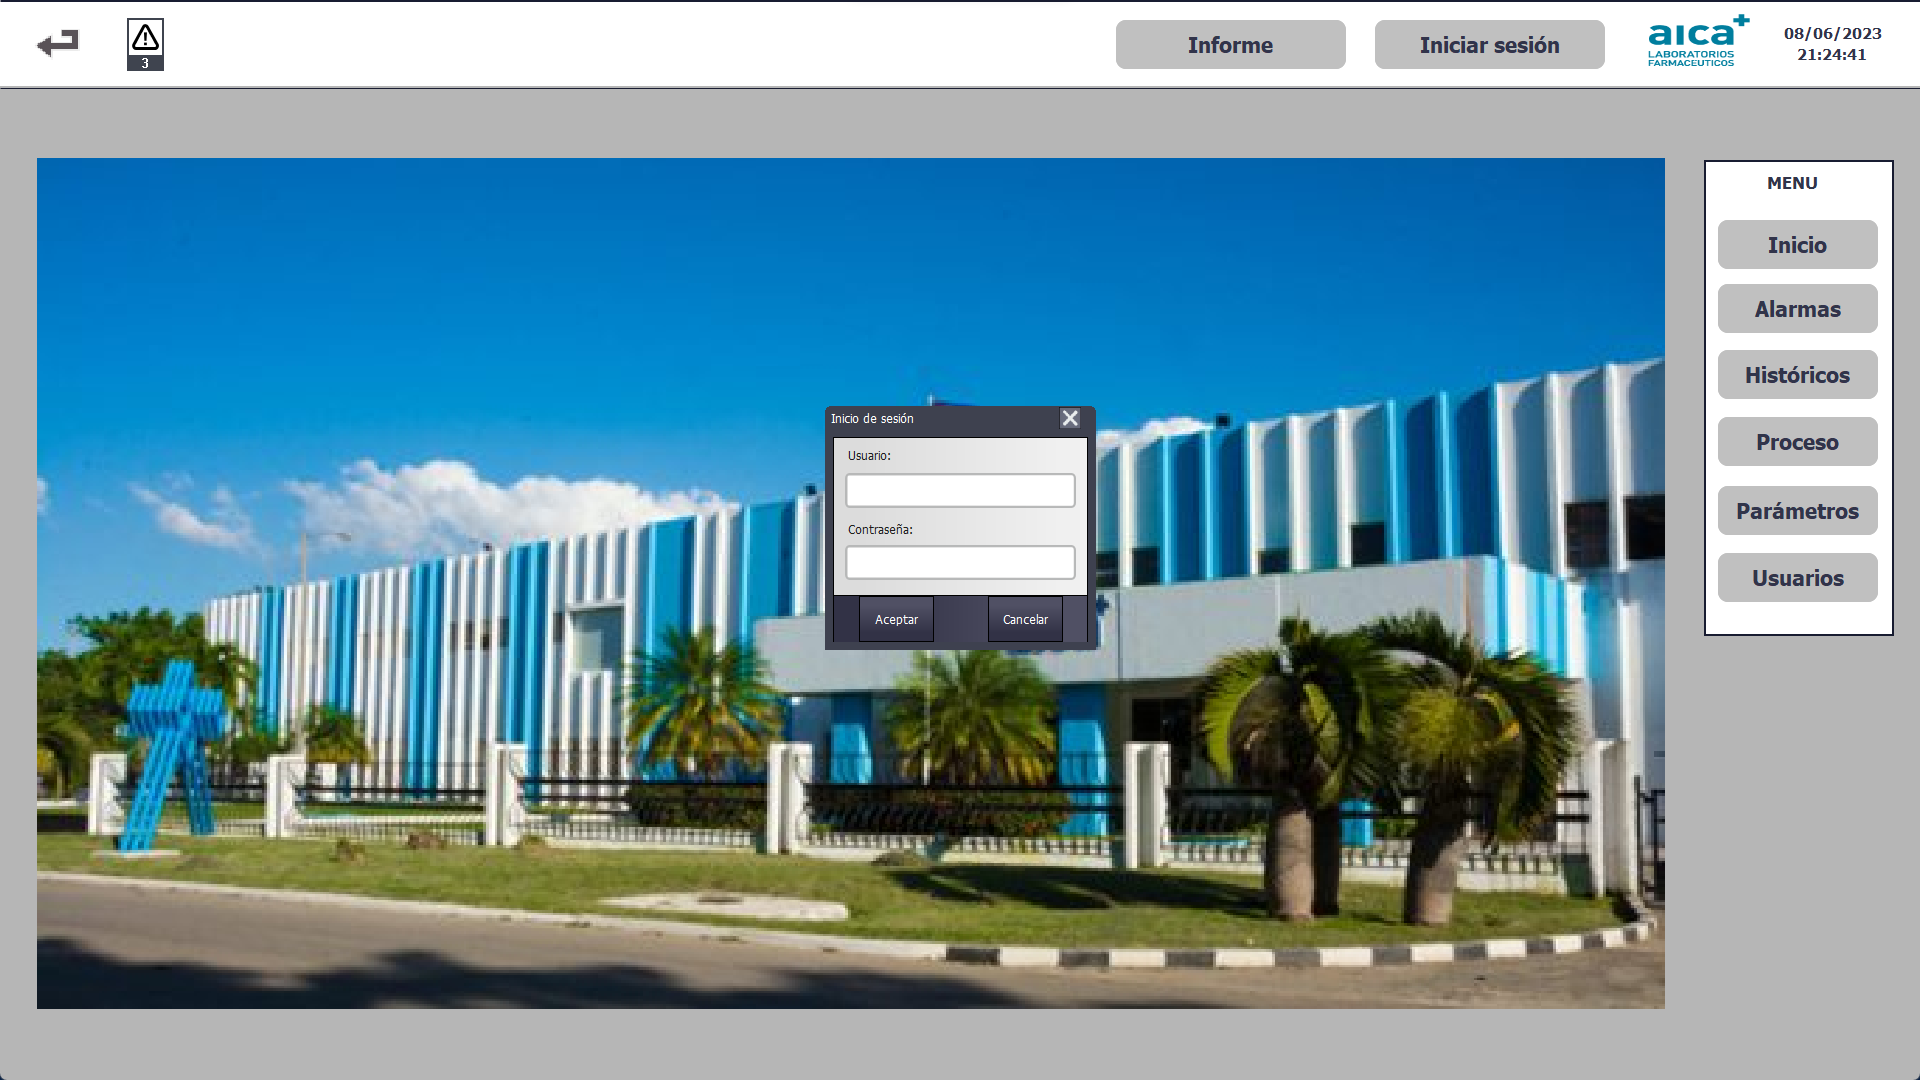 3
Informe
Iniciar sesión
aica+
LABORATORIOS
FARMACEUTICOS
08/06/2023
21:24:41
MENU
Inicio
Alarmas
Históricos
Proceso
Parámetros
Usuarios
Inicio de sesión
Usuario:
Contraseña:
Aceptar
Cancelar